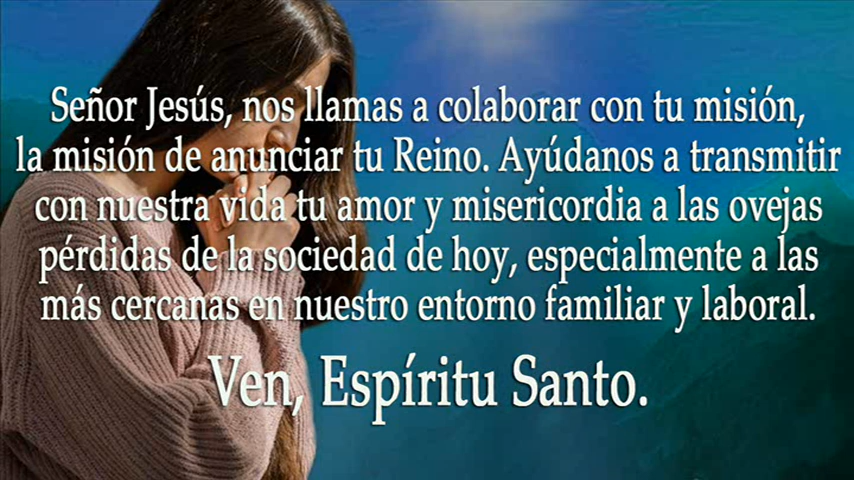 Señor Jesús, nos llamas a colaborar con tu misión,
la misión de anunciar tu Reino. Ayúdanos a transmitir
con nuestra vida tu amor y misericordia a las ovejas
pérdidas de la sociedad de hoy, especialmente a las
más cercanas en nuestro entorno familiar y laboral.
Ven, Espíritu Santo.